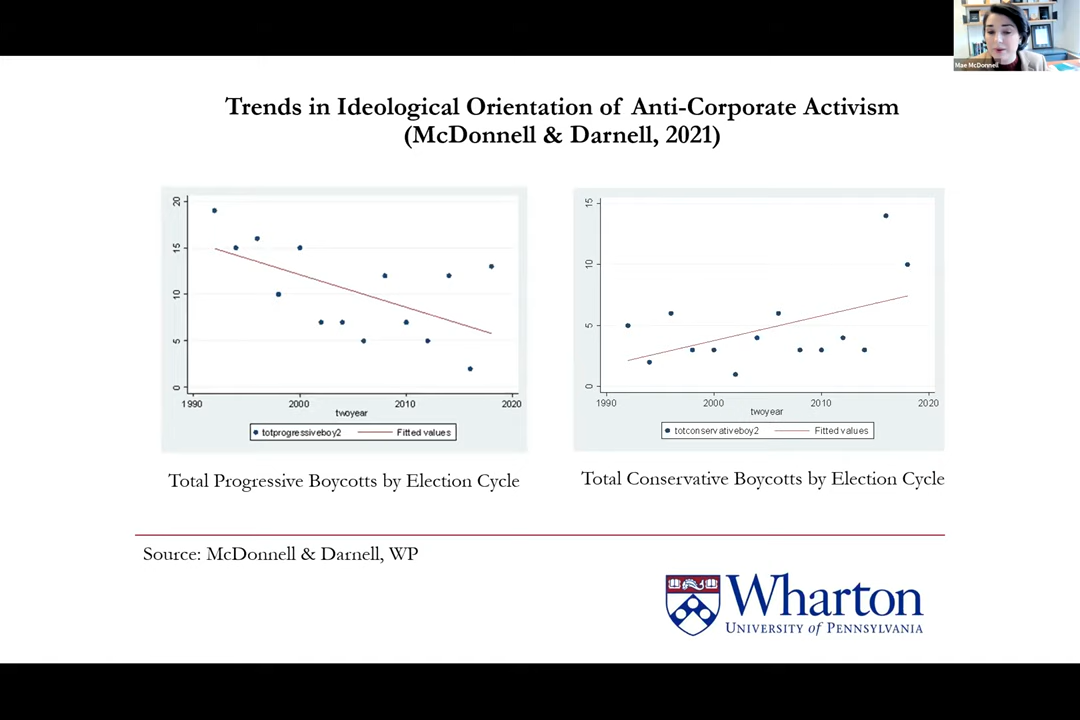 Mae McDonnell
Trends in Ideological Orientation of Anti-Corporate Activism
(McDonnell & Darnell, 2021)
20
15
10
5
0
1990
2000
2010
2020
twoyear
totprogressiveboy2
Fitted values
15
10
5
0
1990
2000
2010
2020
twoyear
totconservativeboy2
Fitted values
Total Progressive Boycotts by Election Cycle
Total Conservative Boycotts by Election Cycle
Source: McDonnell & Darnell, WP
Wharton
UNIVERSITY of PENNSYLVANIA